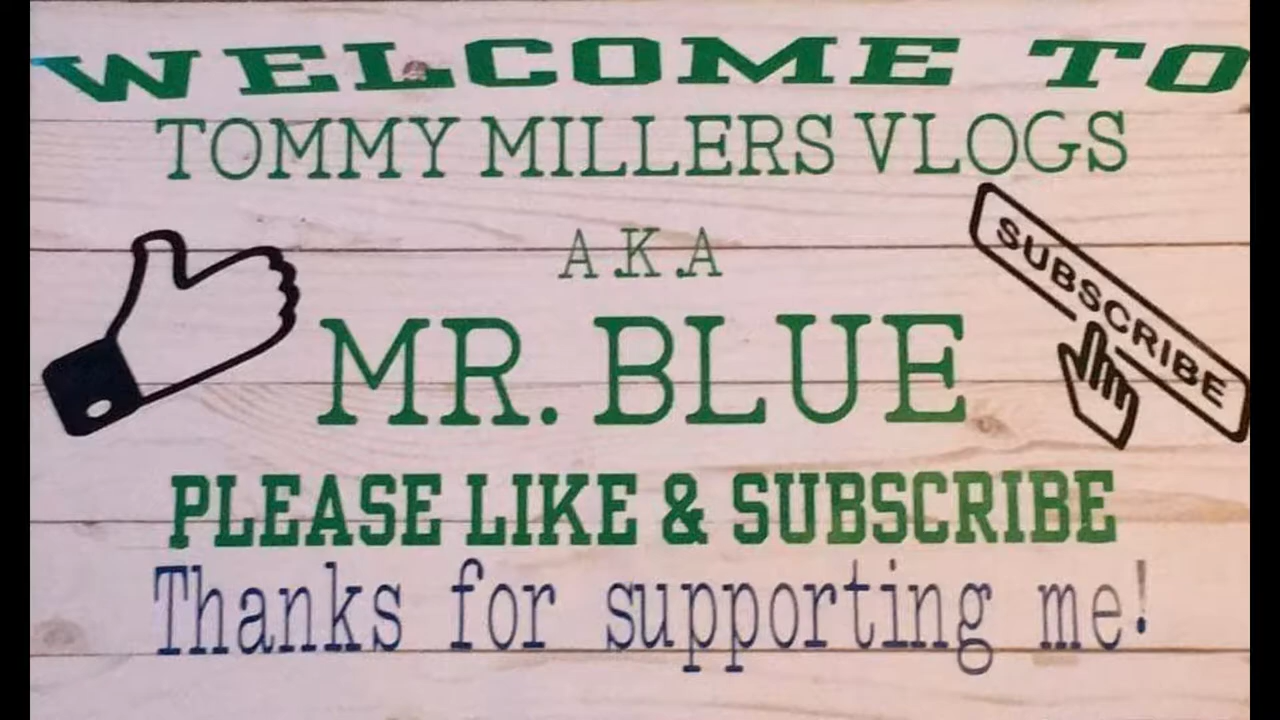 WELCOME TO
TOMMY MILLERS VLOGS
A.K.A
MR. BLUE
SUBSCRIBE
PLEASE LIKE & SUBSCRIBE
Thanks for supporting me!